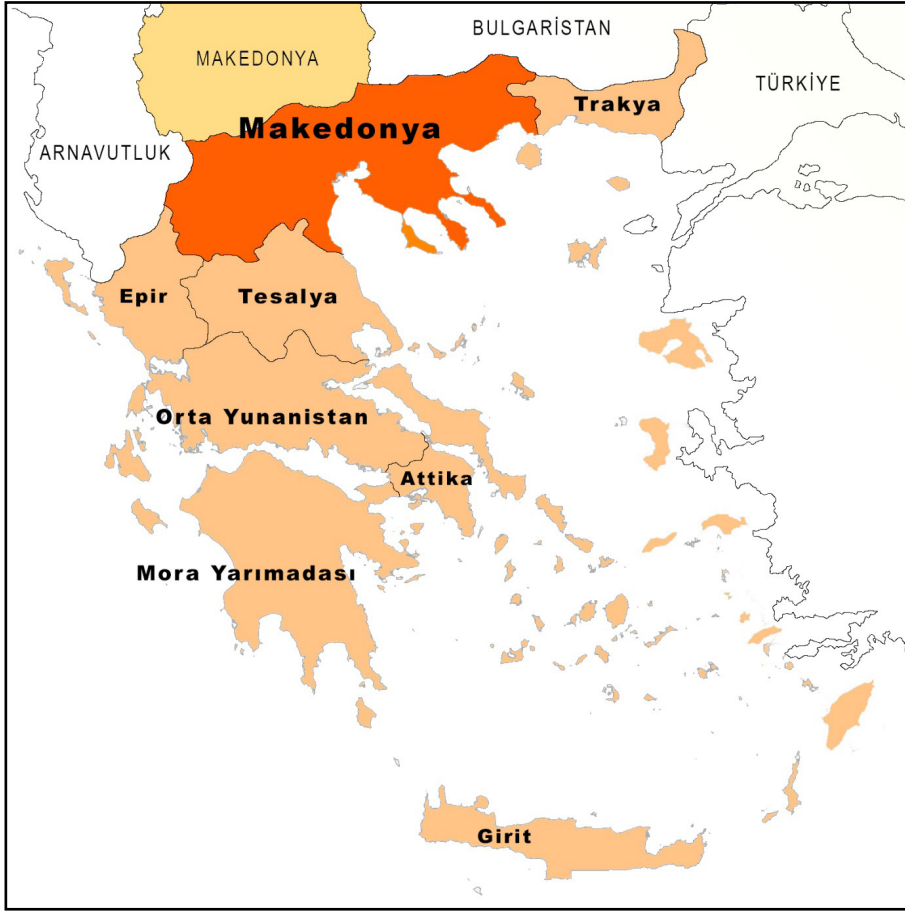 BULGARİSTAN
MAKEDONYA
TÜRKİYE
Trakya
Makedonya
ARNAVUTLUK
Epir
Tesalya
Orta Yunanistan
Attika
Mora Yarımadası
Girit